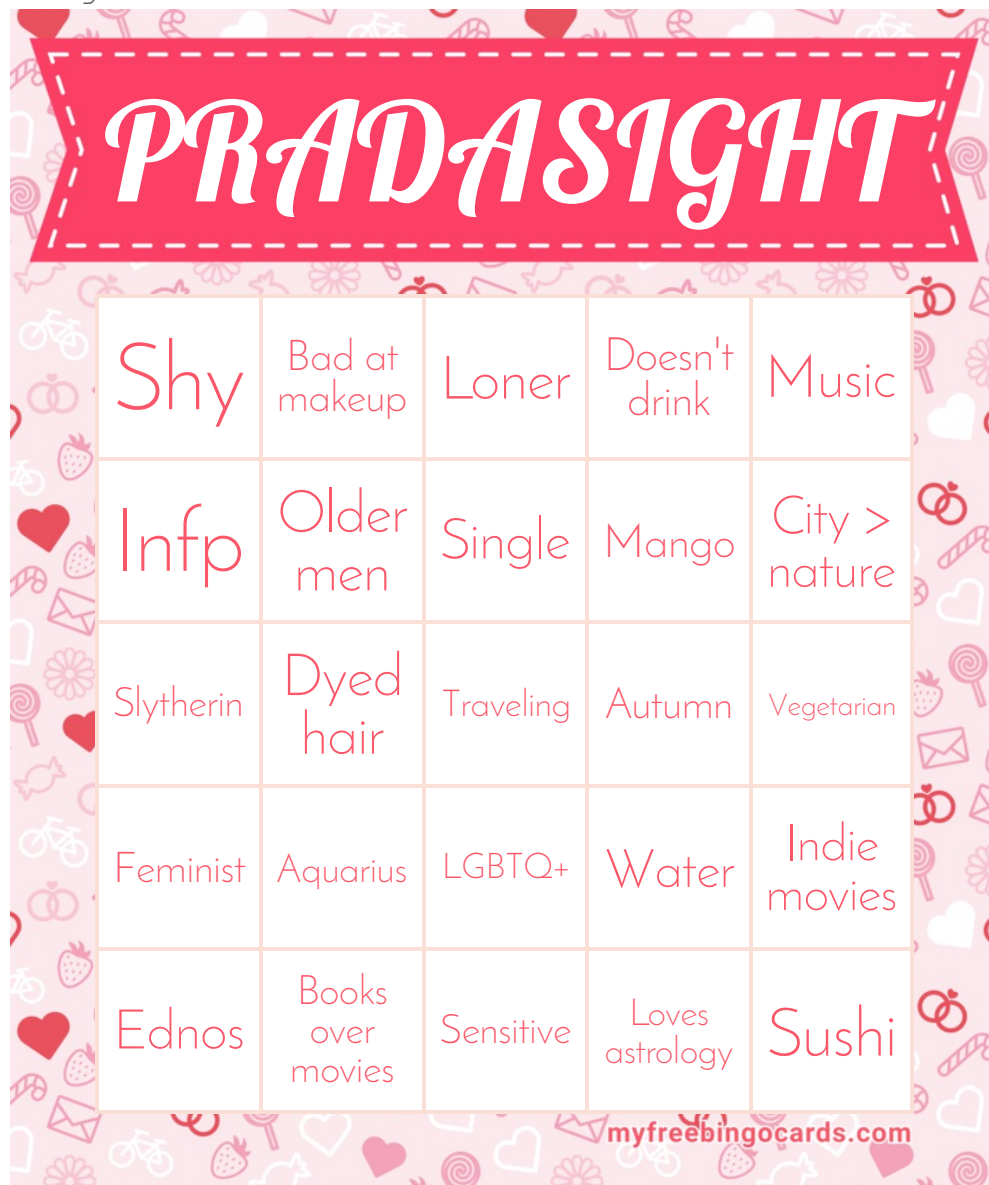 PRADASIGHT
Shy
Bad at
makeup
Loner
Doesn't
drink
Music
Infp
Older
men
Single
Mango
City >
nature
Slytherin
Dyed
hair
Traveling
Autumn
Vegetarian
Feminist
Aquarius
LGBTQ+
Water
Indie
movies
Ednos
Books
over
movies
Sensitive
Loves
astrology
Sushi
myfreebingocards.com